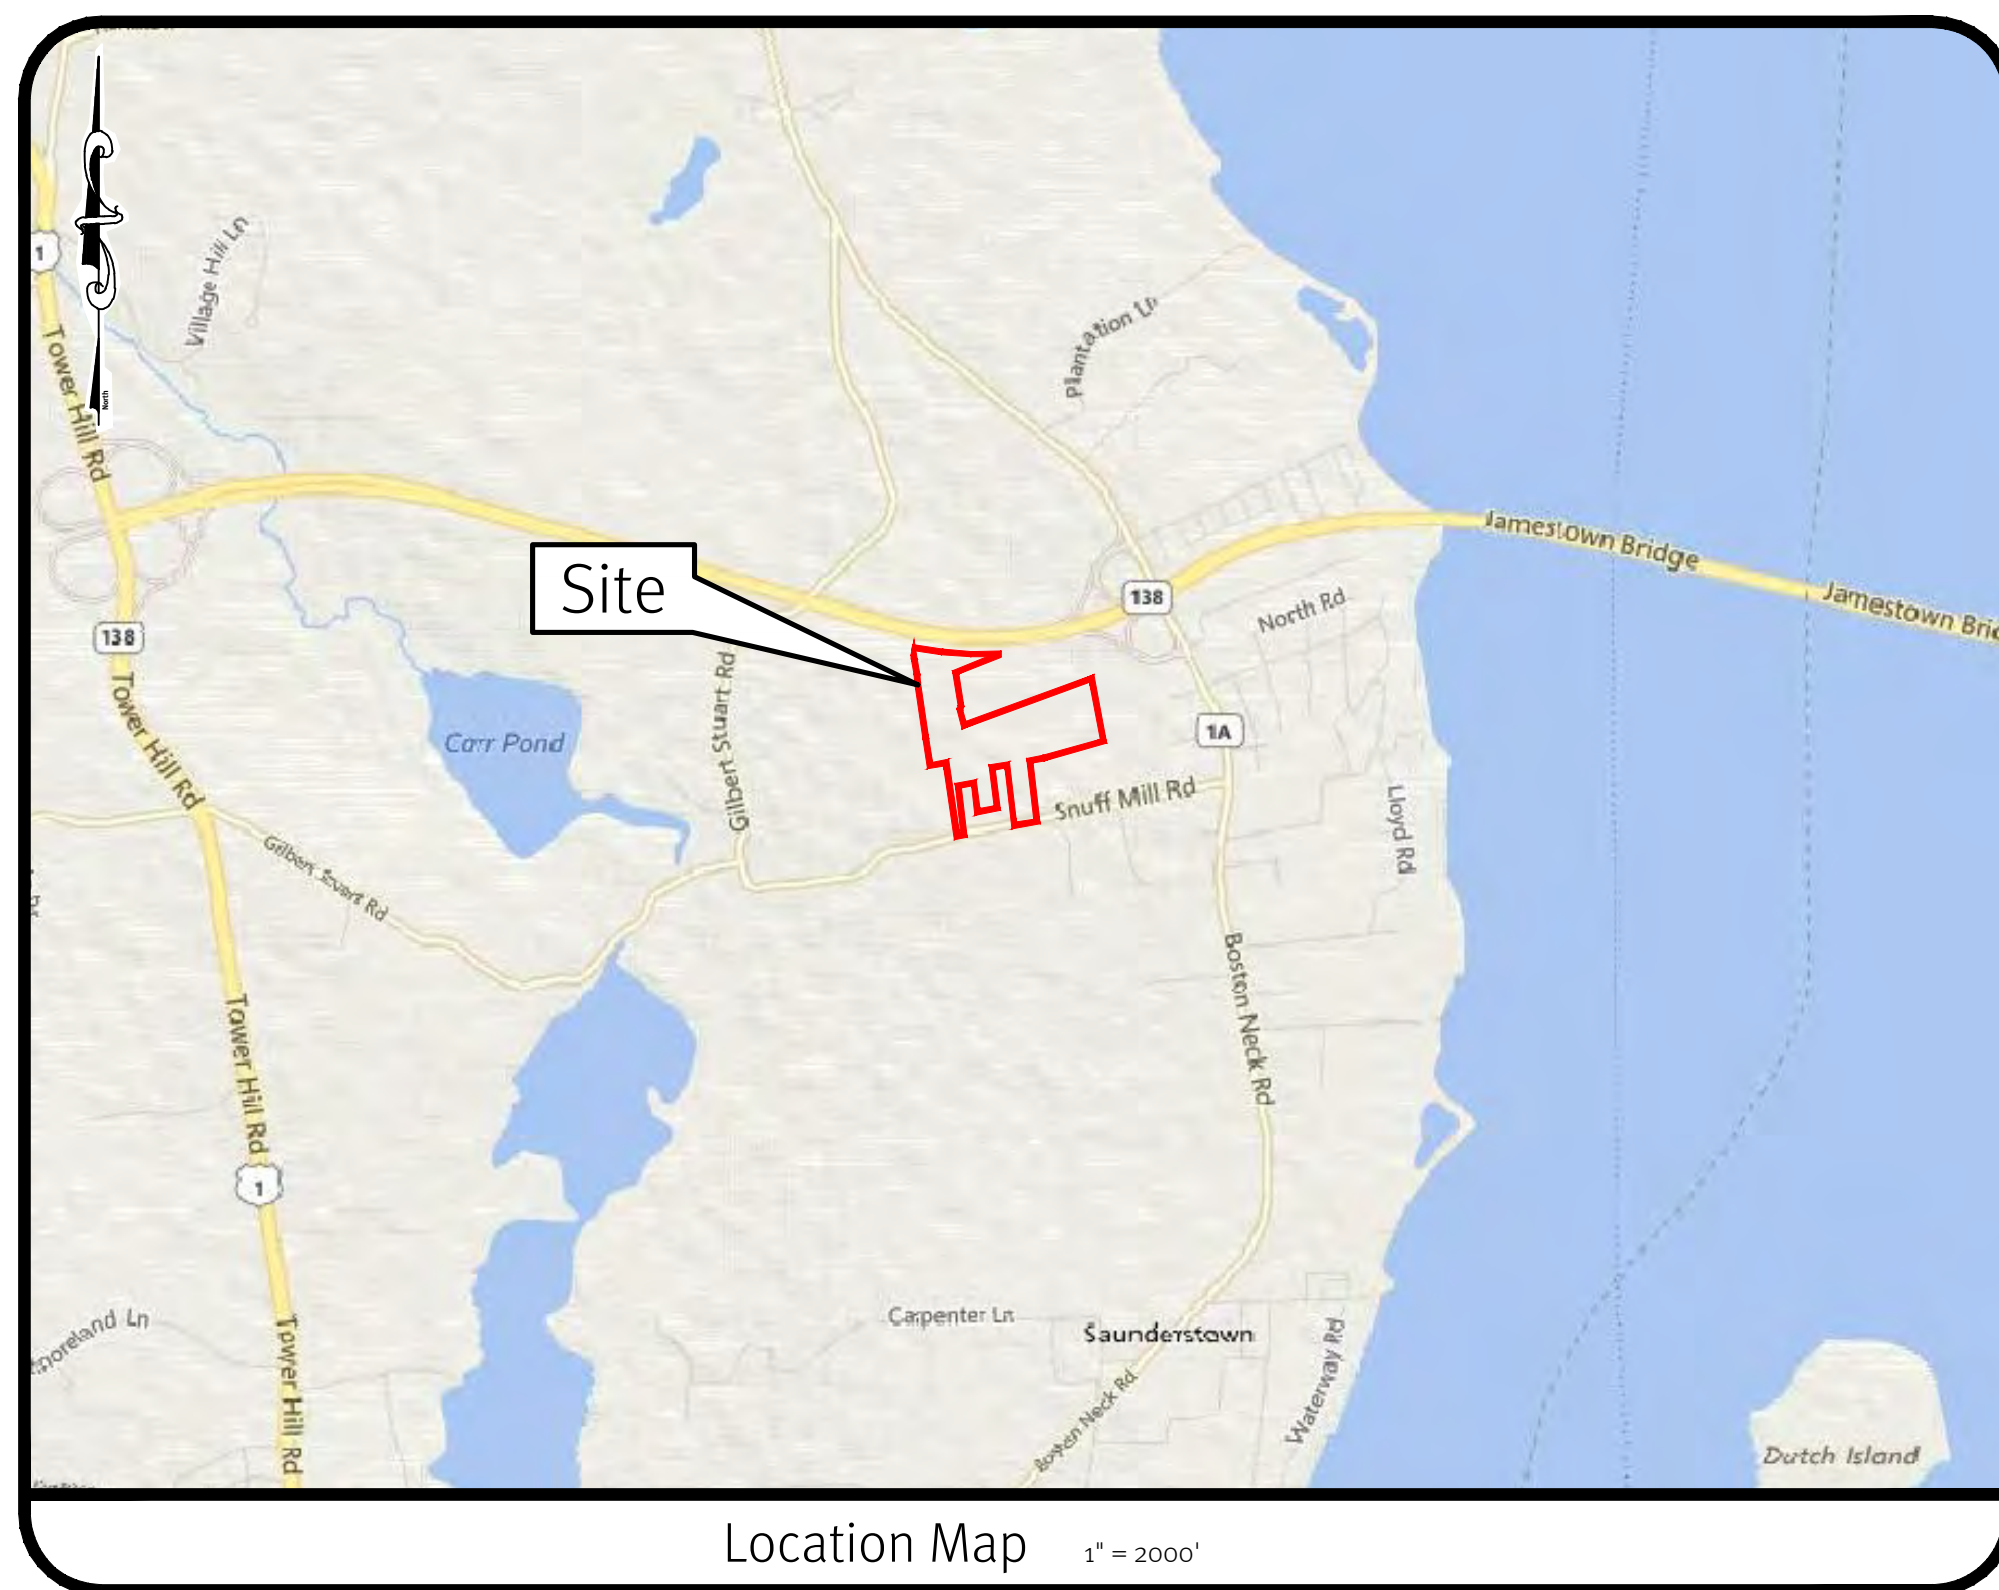 1
North
Village Hill Ln
Tower Hill Rd
Plantation Ln
Jamestown Bridge
Site
138
North Rd
138
Tower Hill Rd
Gilbert Stuart Rd
Carr Pond
1A
Snuff Mill Rd
Lloyd Rd
Gilbert Stuart Rd
Boston Neck Rd
Tower Hill Rd
1
Carpenter Ln
Saunderstown
Waterway Rd
Boston Neck Rd
Tower Hill Rd
Dutch Island
Location Map 1" = 2000'